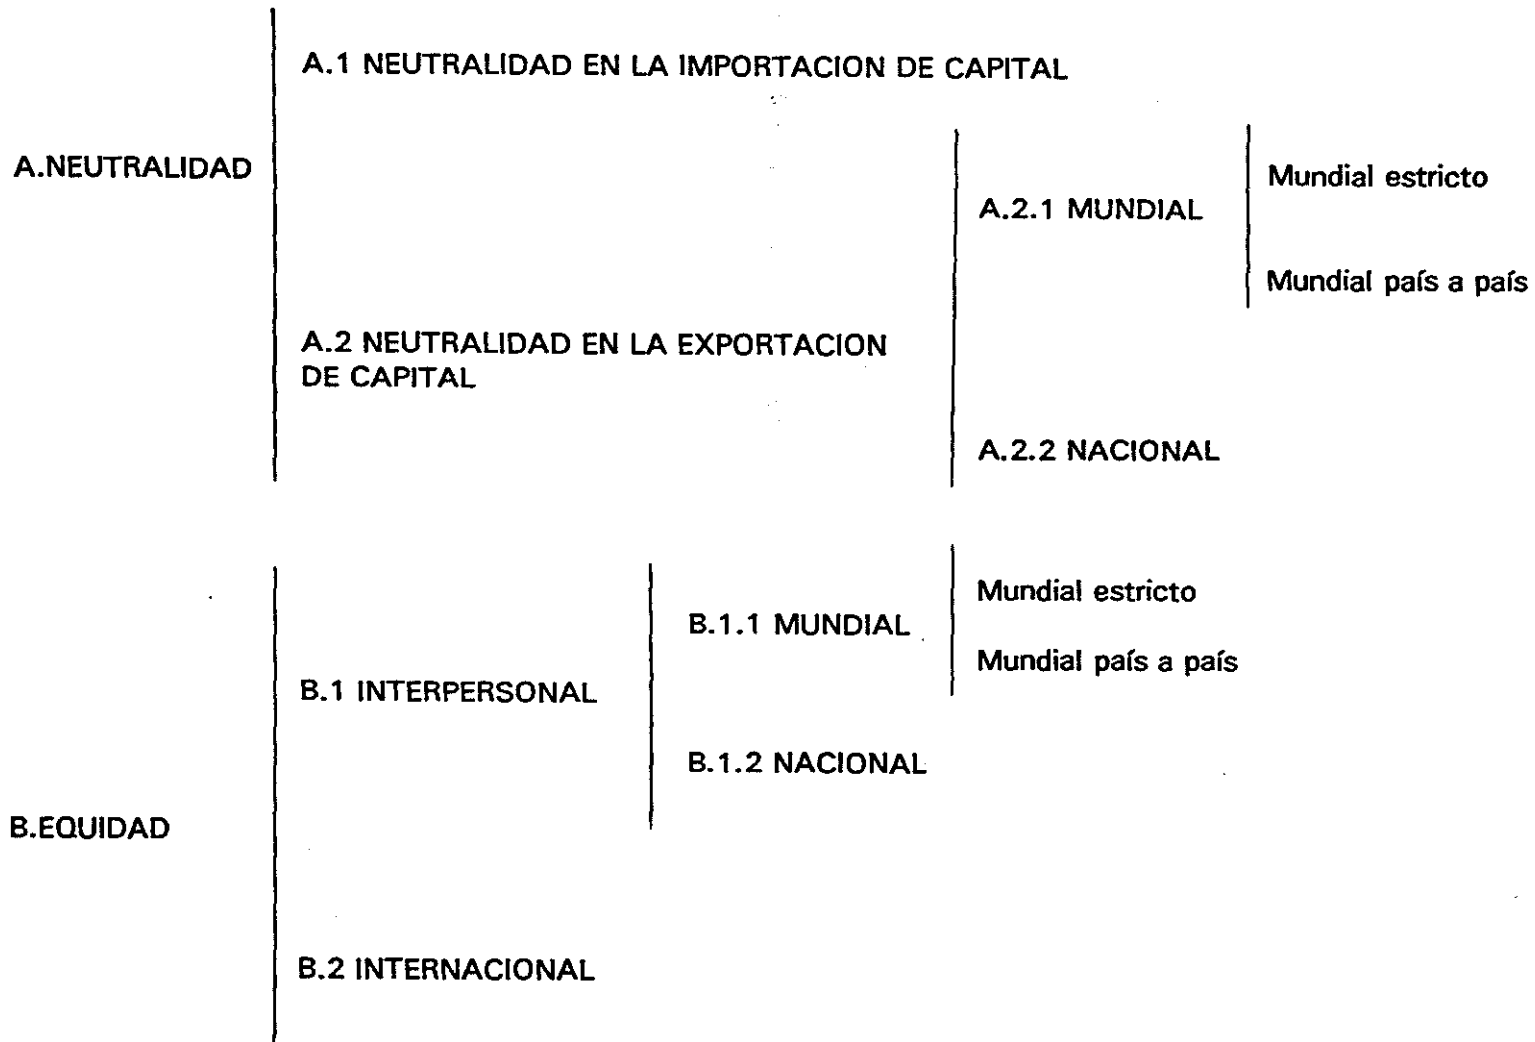 A.NEUTRALIDAD
A.1 NEUTRALIDAD EN LA IMPORTACION DE CAPITAL
A.2 NEUTRALIDAD EN LA EXPORTACION
DE CAPITAL
A.2.1 MUNDIAL
Mundial estricto
Mundial país a país
A.2.2 NACIONAL
B.EQUIDAD
B.1 INTERPERSONAL
B.1.1 MUNDIAL
Mundial estricto
Mundial país a país
B.1.2 NACIONAL
B.2 INTERNACIONAL